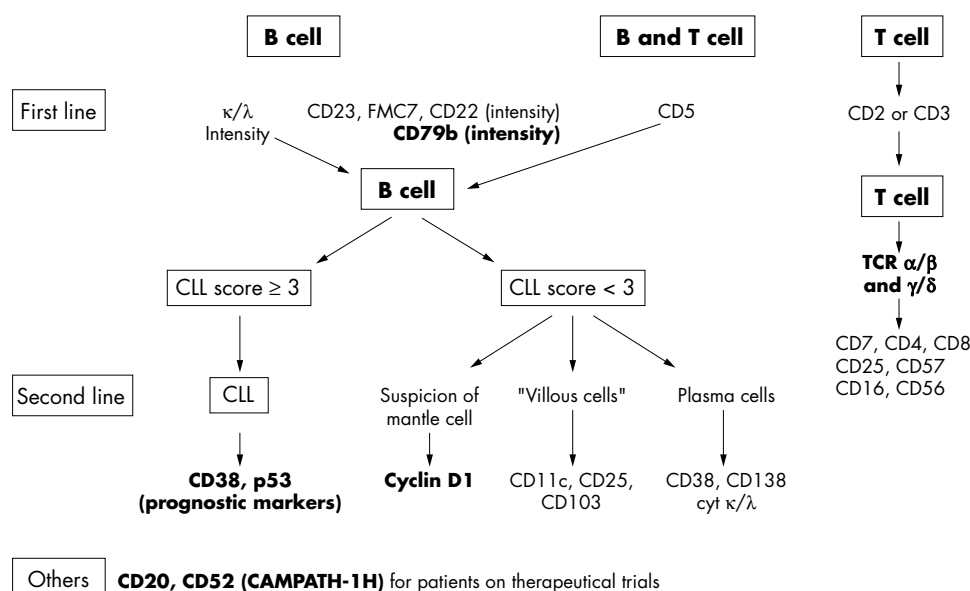 B cell
B and T cell
T cell
First line
κ/λ
Intensity
CD23, FMC7, CD22 (intensity)
CD79b (intensity)
CD5
CD2 or CD3
B cell
T cell
TCR α/β
and γ/δ
CLL score ≥ 3
CLL score < 3
CD7, CD4, CD8
CD25, CD57
CD16, CD56
Second line
CLL
Suspicion of
mantle cell
"Villous cells"
Plasma cells
CD38, p53
(prognostic markers)
Cyclin D1
CD11c, CD25,
CD103
CD38, CD138
cyt κ/λ
Others
CD20, CD52 (CAMPATH-1H) for patients on therapeutical trials